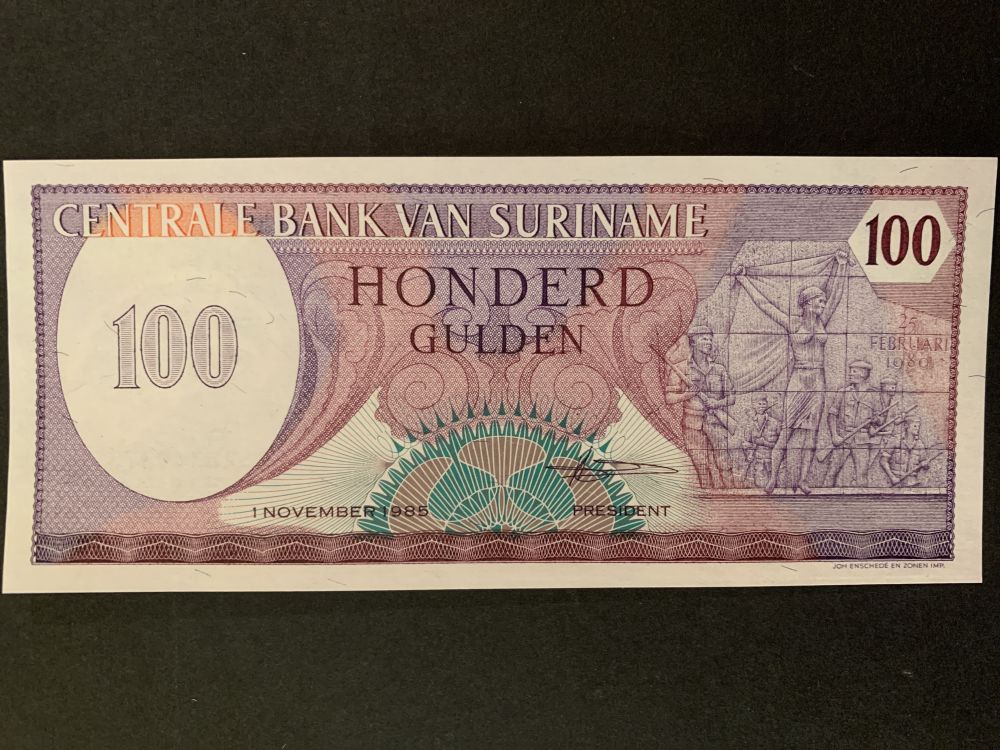 CENTRALE BANK VAN SURINAME
100
HONDERD
GULDEN
100
25
FEBRUARI
1980
1 NOVEMBER 1985
PRESIDENT
JOH. ENSCHEDÉ EN ZONEN IMP.